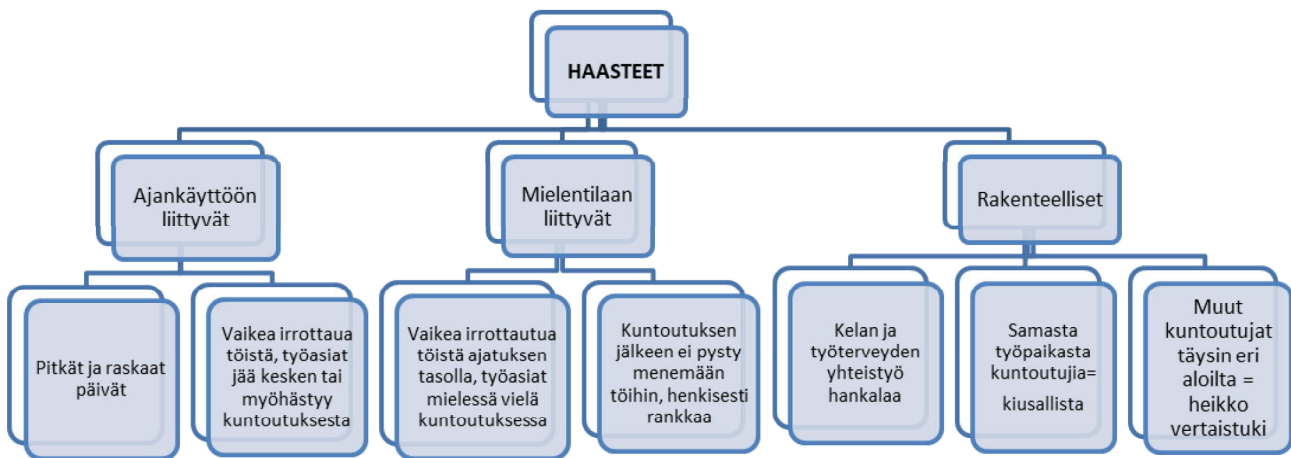 HAASTEET
Ajankäyttöön
liittyvät
Mielentilaan
liittyvät
Rakenteelliset
Pitkät ja raskaat
päivät
Vaikea irrottaua
töistä, työasiat
jää kesken tai
myöhästyy
kuntoutuksesta
Vaikea irrottautua
töistä ajatuksen
tasolla, työasiat
mielessä vielä
kuntoutuksessa
Kuntoutuksen
jälkeen ei pysty
menemään
töihin, henkisesti
rankkaa
Kelan ja
työterveyden
yhteistyö
hankalaa
Samasta
työpaikasta
kuntoutujia=
kiusallista
Muut
kuntoutujat
täysin eri
aloilta =
heikko
vertaistuki